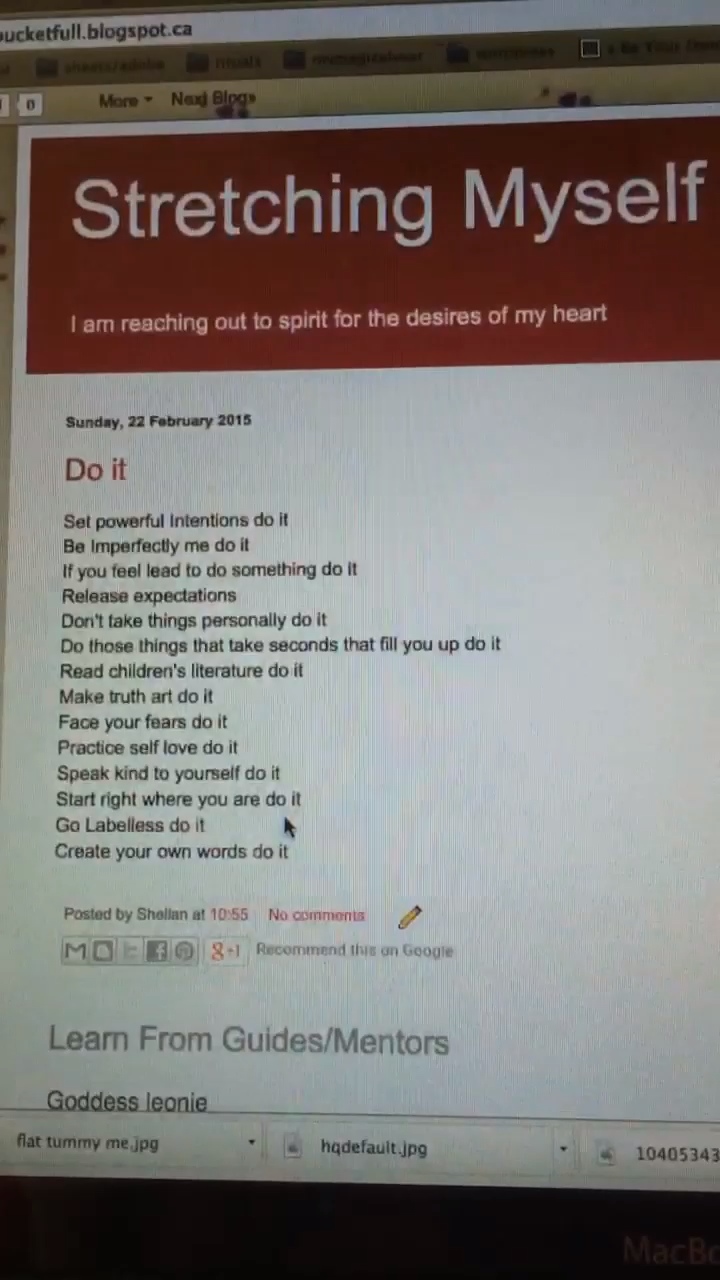 ucketfull.blogspot.ca
0 More Next Blog»
Stretching Myself
I am reaching out to spirit for the desires of my heart
Sunday, 22 February 2015
Do it
Set powerful Intentions do it
Be Imperfectly me do it
If you feel lead to do something do it
Release expectations
Don't take things personally do it
Do those things that take seconds that fill you up do it
Read children's literature do it
Make truth art do it
Face your fears do it
Practice self love do it
Speak kind to yourself do it
Start right where you are do it
Go Labelless do it
Create your own words do it
Posted by Shellan at 10:55 No comments
g+1 Recommend this on Google
Learn From Guides/Mentors
Goddess leonie
flat tummy me.jpg hqdefault.jpg 10405343
MacBo